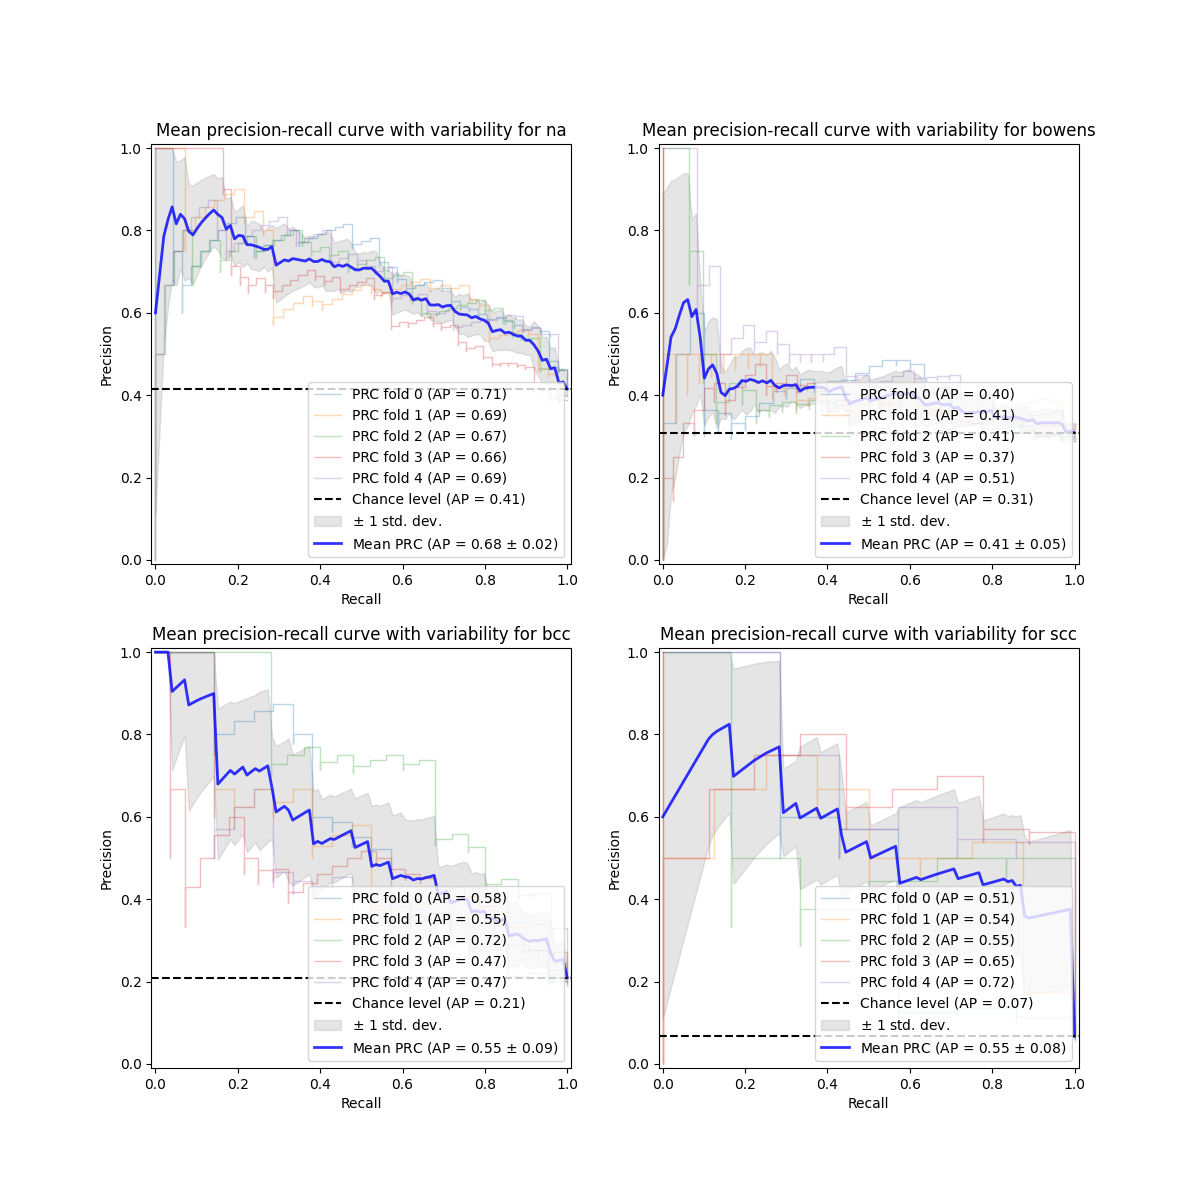 Mean precision-recall curve with variability for na
1.0
0.8
0.6
0.4
0.2
0.0
Precision
PRC fold 0 (AP = 0.71)
PRC fold 1 (AP = 0.69)
PRC fold 2 (AP = 0.67)
PRC fold 3 (AP = 0.66)
PRC fold 4 (AP = 0.69)
Chance level (AP = 0.41)
± 1 std. dev.
Mean PRC (AP = 0.68 ± 0.02)
0.0 0.2 0.4 0.6 0.8 1.0
Recall
Mean precision-recall curve with variability for bowens
1.0
0.8
0.6
0.4
0.2
0.0
Precision
PRC fold 0 (AP = 0.40)
PRC fold 1 (AP = 0.41)
PRC fold 2 (AP = 0.41)
PRC fold 3 (AP = 0.37)
PRC fold 4 (AP = 0.51)
Chance level (AP = 0.31)
± 1 std. dev.
Mean PRC (AP = 0.41 ± 0.05)
0.0 0.2 0.4 0.6 0.8 1.0
Recall
Mean precision-recall curve with variability for bcc
1.0
0.8
0.6
0.4
0.2
0.0
Precision
PRC fold 0 (AP = 0.58)
PRC fold 1 (AP = 0.55)
PRC fold 2 (AP = 0.72)
PRC fold 3 (AP = 0.47)
PRC fold 4 (AP = 0.47)
Chance level (AP = 0.21)
± 1 std. dev.
Mean PRC (AP = 0.55 ± 0.09)
0.0 0.2 0.4 0.6 0.8 1.0
Recall
Mean precision-recall curve with variability for scc
1.0
0.8
0.6
0.4
0.2
0.0
Precision
PRC fold 0 (AP = 0.51)
PRC fold 1 (AP = 0.54)
PRC fold 2 (AP = 0.55)
PRC fold 3 (AP = 0.65)
PRC fold 4 (AP = 0.72)
Chance level (AP = 0.07)
± 1 std. dev.
Mean PRC (AP = 0.55 ± 0.08)
0.0 0.2 0.4 0.6 0.8 1.0
Recall